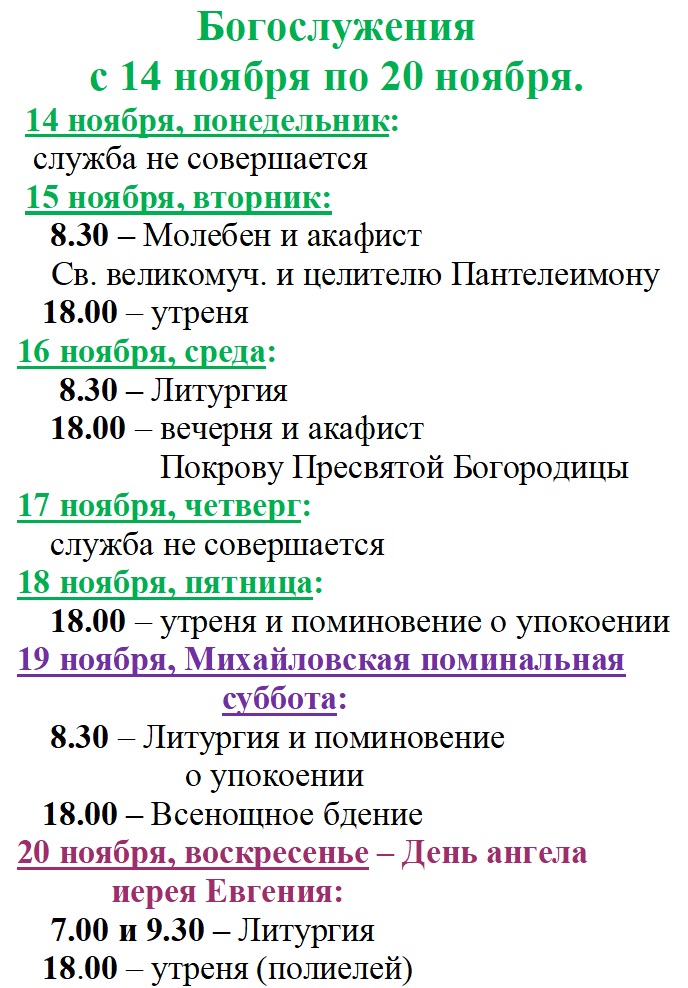 Богослужения
с 14 ноября по 20 ноября.
14 ноября, понедельник:
служба не совершается
15 ноября, вторник:
8.30 – Молебен и акафист
Св. великомуч. и целителю Пантелеимону
18.00 – утреня
16 ноября, среда:
8.30 – Литургия
18.00 – вечерня и акафист
Покрову Пресвятой Богородицы
17 ноября, четверг:
служба не совершается
18 ноября, пятница:
18.00 – утреня и поминовение о упокоении
19 ноября, Михайловская поминальная
суббота:
8.30 – Литургия и поминовение
о упокоении
18.00 – Всенощное бдение
20 ноября, воскресенье – День ангела
иерея Евгения:
7.00 и 9.30 – Литургия
18.00 – утреня (полиелей)